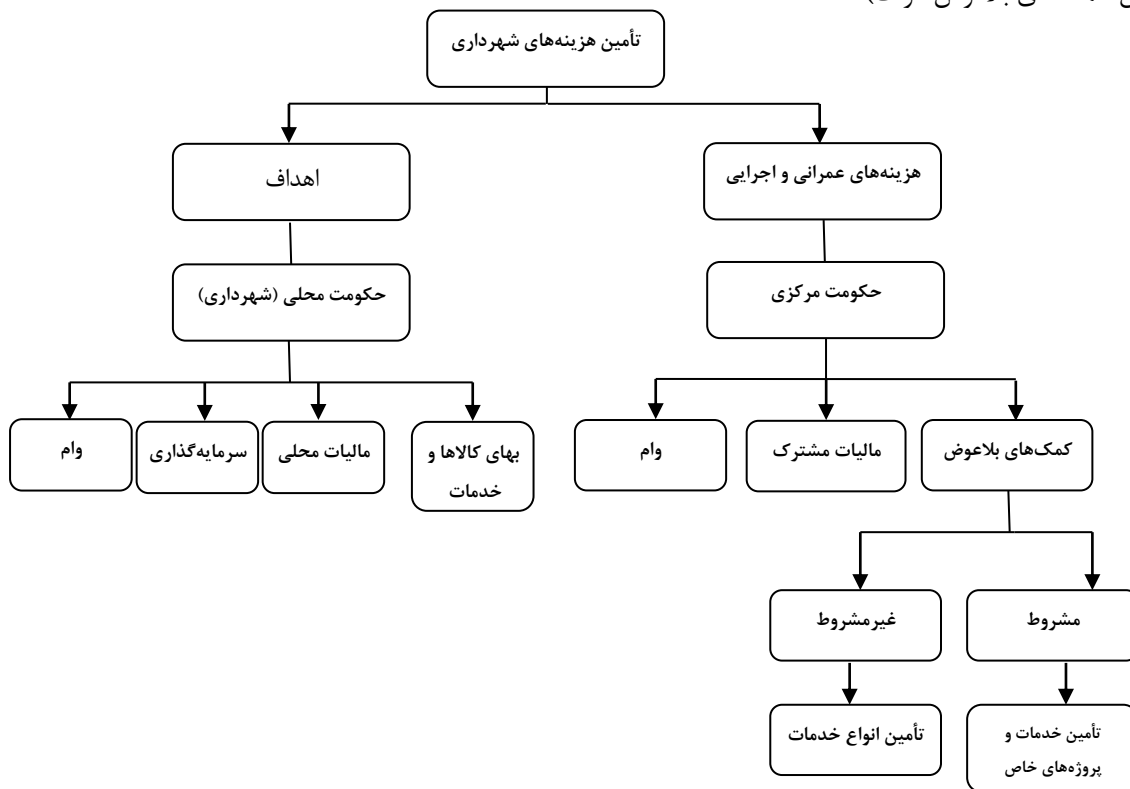 تأمین هزینه‌های شهرداری
هزینه‌های عمرانی و اجرایی
اهداف
حکومت مرکزی
حکومت محلی (شهرداری)
کمک‌های بلاعوض
مالیات مشترک
وام
بهای کالاها و
خدمات
مالیات محلی
سرمایه‌گذاری
وام
مشروط
غیرمشروط
تأمین خدمات و
پروژه‌های خاص
تأمین انواع خدمات